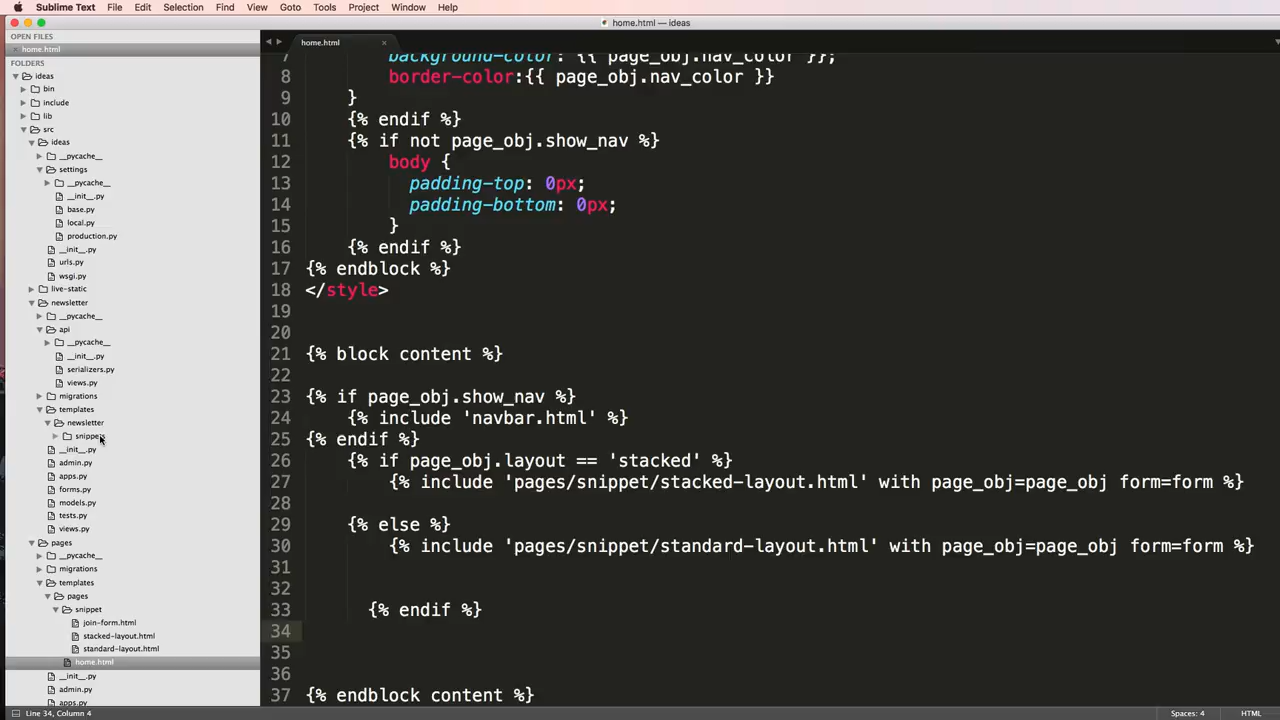 Sublime Text File Edit Selection Find View Goto Tools Project Window Help
home.html — ideas
OPEN FILES
× home.html
FOLDERS
ideas
bin
include
lib
src
ideas
__pycache__
settings
__pycache__
__init__.py
base.py
local.py
production.py
__init__.py
urls.py
wsgi.py
live-static
newsletter
__pycache__
api
__pycache__
__init__.py
serializers.py
views.py
migrations
templates
newsletter
snippets
__init__.py
admin.py
apps.py
forms.py
models.py
tests.py
views.py
pages
__pycache__
migrations
templates
pages
snippet
join-form.html
stacked-layout.html
standard-layout.html
home.html
__init__.py
admin.py
apps.py
home.html ×
7 background-color: {{ page_obj.nav_color }};
8 border-color:{{ page_obj.nav_color }}
9 }
10 {% endif %}
11 {% if not page_obj.show_nav %}
12 body {
13 padding-top: 0px;
14 padding-bottom: 0px;
15 }
16 {% endif %}
17 {% endblock %}
18 </style>
19
20
21 {% block content %}
22
23 {% if page_obj.show_nav %}
24 {% include 'navbar.html' %}
25 {% endif %}
26 {% if page_obj.layout == 'stacked' %}
27 {% include 'pages/snippet/stacked-layout.html' with page_obj=page_obj form=form %}
28
29 {% else %}
30 {% include 'pages/snippet/standard-layout.html' with page_obj=page_obj form=form %}
31
32
33 {% endif %}
34
35
36
37 {% endblock content %}
Line 34, Column 4 Spaces: 4 HTML